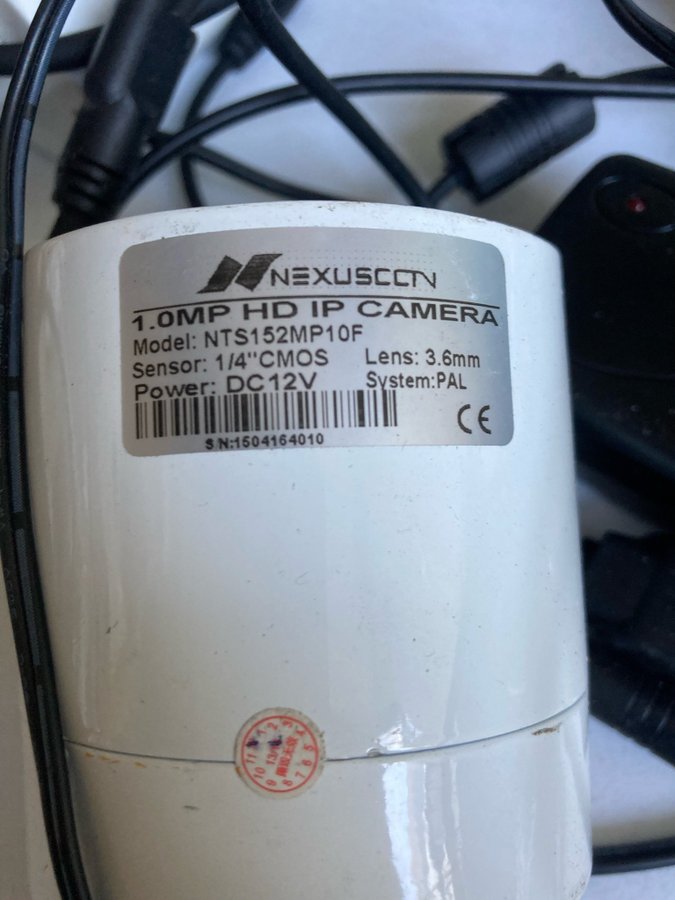 NEXUSCCTV
1.0MP HD IP CAMERA
Model: NTS152MP10F
Sensor: 1/4"CMOS Lens: 3.6mm
Power: DC12V System:PAL
CE
S/N:1504164010